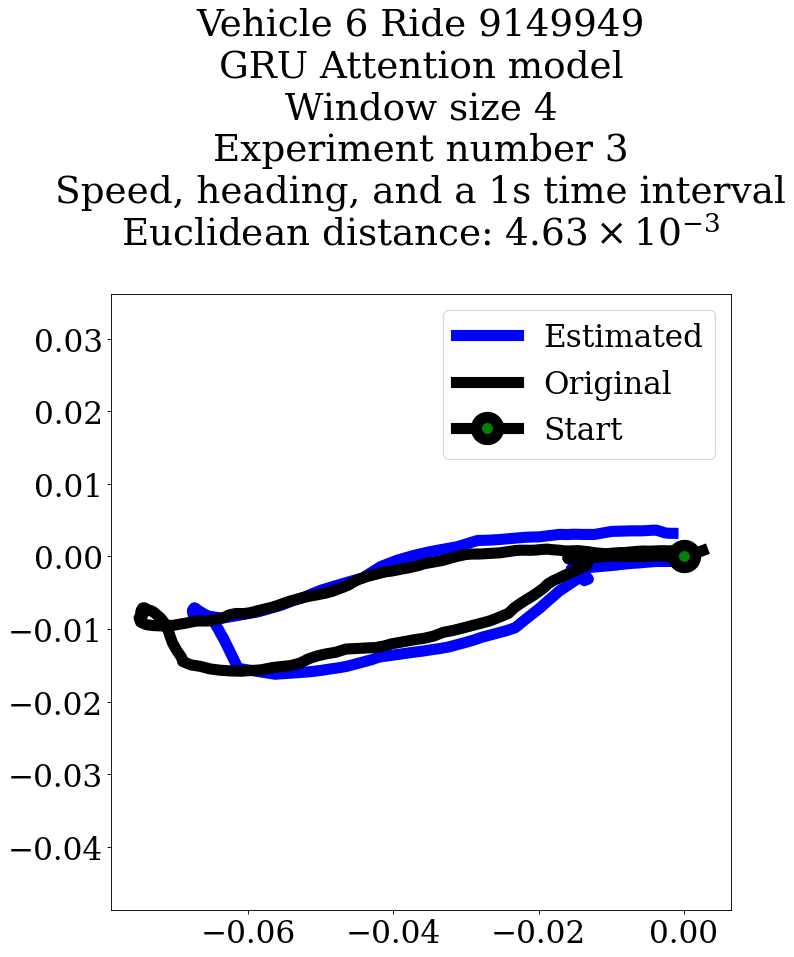 Vehicle 6 Ride 9149949
GRU Attention model
Window size 4
Experiment number 3
Speed, heading, and a 1s time interval
Euclidean distance: 4.63 × 10⁻³
Estimated
Original
Start
0.03
0.02
0.01
0.00
−0.01
−0.02
−0.03
−0.04
−0.06 −0.04 −0.02 0.00